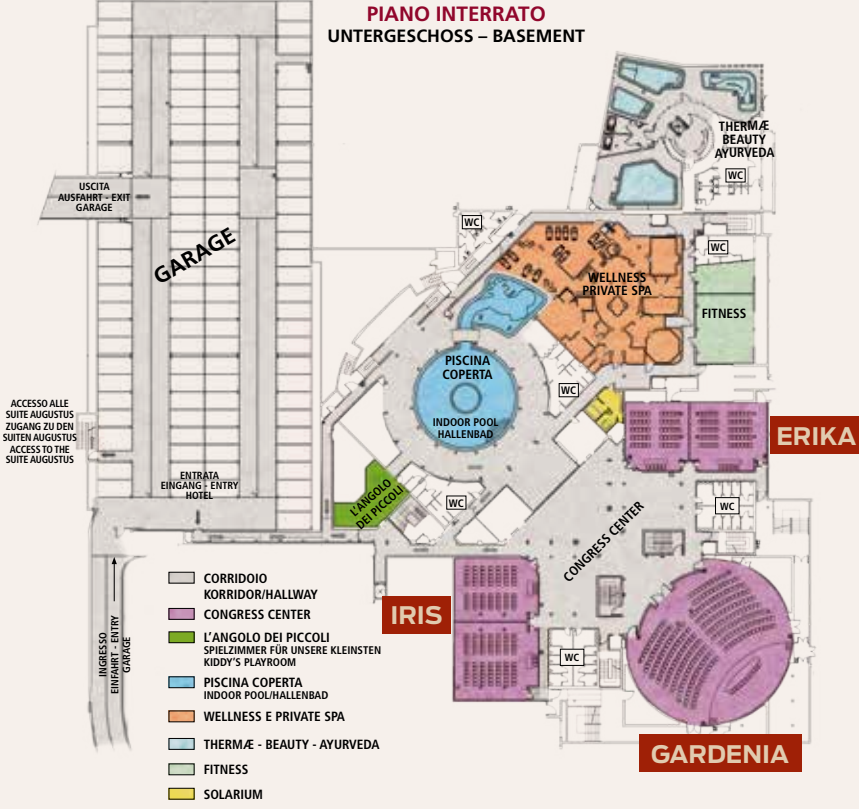 PIANO INTERRATO
UNTERGESCHOSS – BASEMENT
THERMÆ
BEAUTY
AYURVEDA
WC
USCITA
AUSFAHRT - EXIT
GARAGE
GARAGE
WC
WC
WELLNESS
PRIVATE SPA
FITNESS
PISCINA
COPERTA
INDOOR POOL
HALLENBAD
WC
ACCESSO ALLE
SUITE AUGUSTUS
ZUGANG ZU DEN
SUITEN AUGUSTUS
ACCESS TO THE
SUITE AUGUSTUS
ERIKA
ENTRATA
EINGANG - ENTRY
HOTEL
L'ANGOLO
DEI PICCOLI
WC
WC
CONGRESS CENTER
IRIS
WC
GARDENIA
INGRESSO
EINFAHRT - ENTRY
GARAGE
CORRIDOIO
KORRIDOR/HALLWAY
CONGRESS CENTER
L'ANGOLO DEI PICCOLI
SPIELZIMMER FÜR UNSERE KLEINSTEN
KIDDY'S PLAYROOM
PISCINA COPERTA
INDOOR POOL/HALLENBAD
WELLNESS E PRIVATE SPA
THERMÆ - BEAUTY - AYURVEDA
FITNESS
SOLARIUM